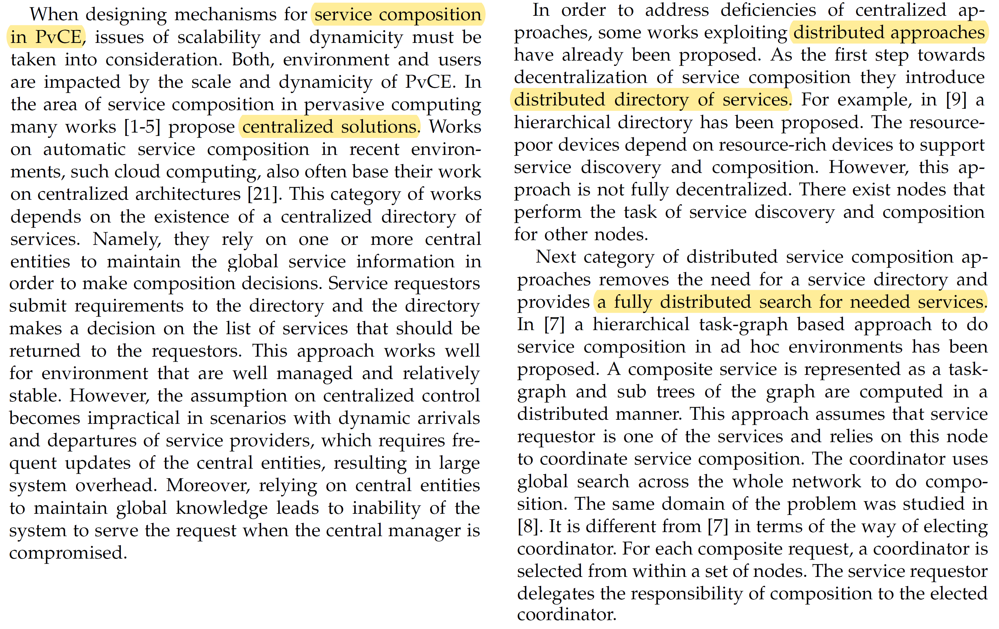 When designing mechanisms for service composition
in PvCE, issues of scalability and dynamicity must be
taken into consideration. Both, environment and users
are impacted by the scale and dynamicity of PvCE. In
the area of service composition in pervasive computing
many works [1-5] propose centralized solutions. Works
on automatic service composition in recent environ-
ments, such cloud computing, also often base their work
on centralized architectures [21]. This category of works
depends on the existence of a centralized directory of
services. Namely, they rely on one or more central
entities to maintain the global service information in
order to make composition decisions. Service requestors
submit requirements to the directory and the directory
makes a decision on the list of services that should be
returned to the requestors. This approach works well
for environment that are well managed and relatively
stable. However, the assumption on centralized control
becomes impractical in scenarios with dynamic arrivals
and departures of service providers, which requires fre-
quent updates of the central entities, resulting in large
system overhead. Moreover, relying on central entities
to maintain global knowledge leads to inability of the
system to serve the request when the central manager is
compromised.
In order to address deficiencies of centralized ap-
proaches, some works exploiting distributed approaches
have already been proposed. As the first step towards
decentralization of service composition they introduce
distributed directory of services. For example, in [9] a
hierarchical directory has been proposed. The resource-
poor devices depend on resource-rich devices to support
service discovery and composition. However, this ap-
proach is not fully decentralized. There exist nodes that
perform the task of service discovery and composition
for other nodes.
Next category of distributed service composition ap-
proaches removes the need for a service directory and
provides a fully distributed search for needed services.
In [7] a hierarchical task-graph based approach to do
service composition in ad hoc environments has been
proposed. A composite service is represented as a task-
graph and sub trees of the graph are computed in a
distributed manner. This approach assumes that service
requestor is one of the services and relies on this node
to coordinate service composition. The coordinator uses
global search across the whole network to do compo-
sition. The same domain of the problem was studied in
[8]. It is different from [7] in terms of the way of electing
coordinator. For each composite request, a coordinator is
selected from within a set of nodes. The service requestor
delegates the responsibility of composition to the elected
coordinator.